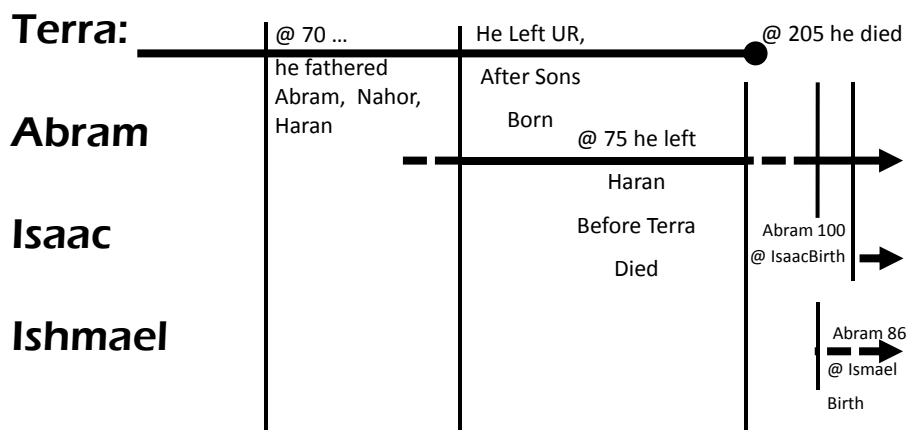 Terra:
@ 70 ...
he fathered
Abram, Nahor,
Haran
He Left UR,
After Sons
Born
@ 205 he died
Abram
@ 75 he left
Haran
Before Terra
Died
Isaac
Abram 100
@ IsaacBirth
Ishmael
Abram 86
@ Ismael
Birth